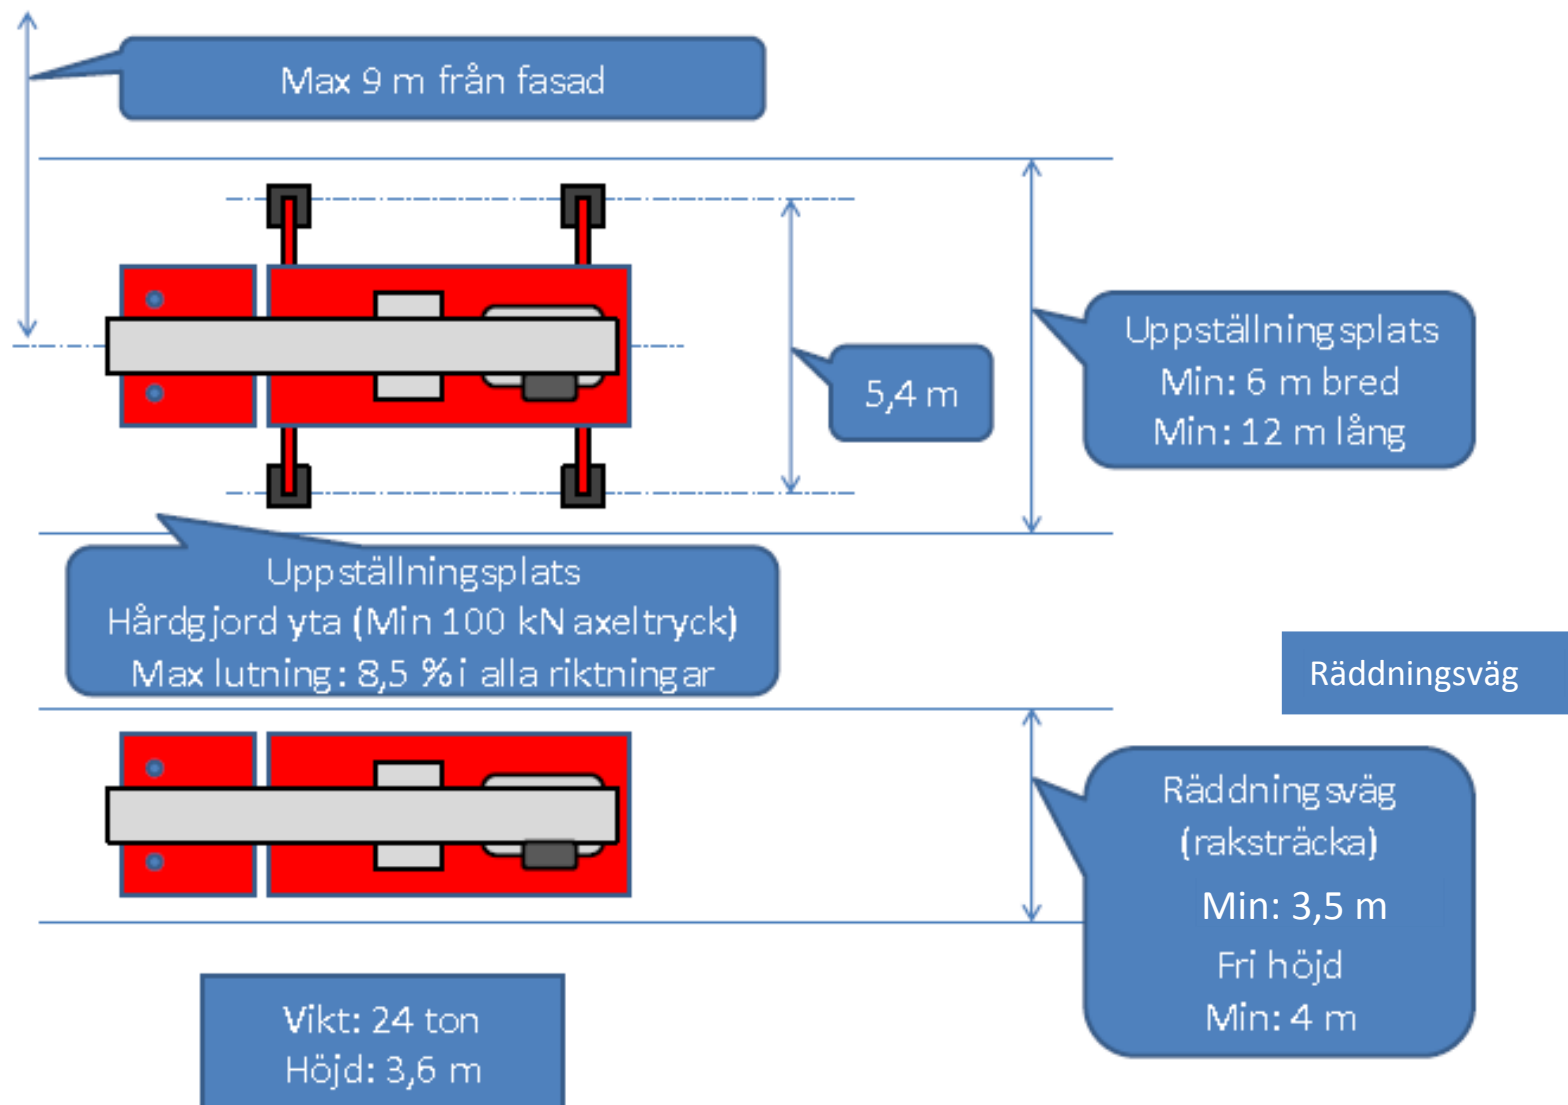 Max 9 m från fasad
5,4 m
Uppställningsplats
Min: 6 m bred
Min: 12 m lång
Uppställningsplats
Hårdgjord yta (Min 100 kN axeltryck)
Max lutning: 8,5 % i alla riktningar
Räddningsväg
Räddningsväg
(raksträcka)
Min: 3,5 m
Fri höjd
Min: 4 m
Vikt: 24 ton
Höjd: 3,6 m